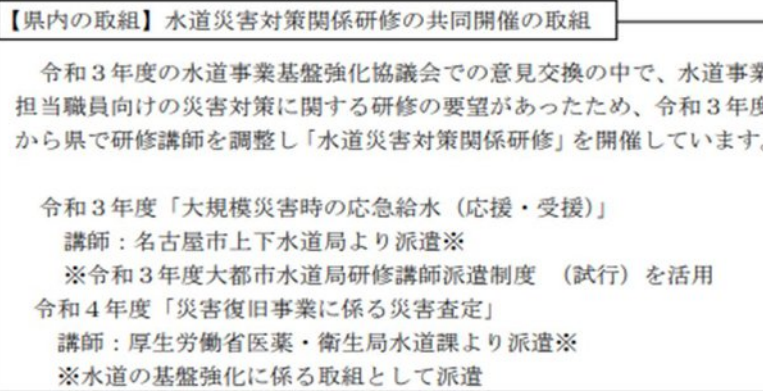 【県内の取組】水道災害対策関係研修の共同開催の取組
令和３年度の水道事業基盤強化協議会での意見交換の中で、水道事業
担当職員向けの災害対策に関する研修の要望があったため、令和３年度
から県で研修講師を調整し「水道災害対策関係研修」を開催しています。
令和３年度「大規模災害時の応急給水（応援・受援）」
講師：名古屋市上下水道局より派遣※
※令和３年度大都市水道局研修講師派遣制度　（試行）を活用
令和４年度「災害復旧事業に係る災害査定」
講師：厚生労働省医薬・衛生局水道課より派遣※
※水道の基盤強化に係る取組として派遣